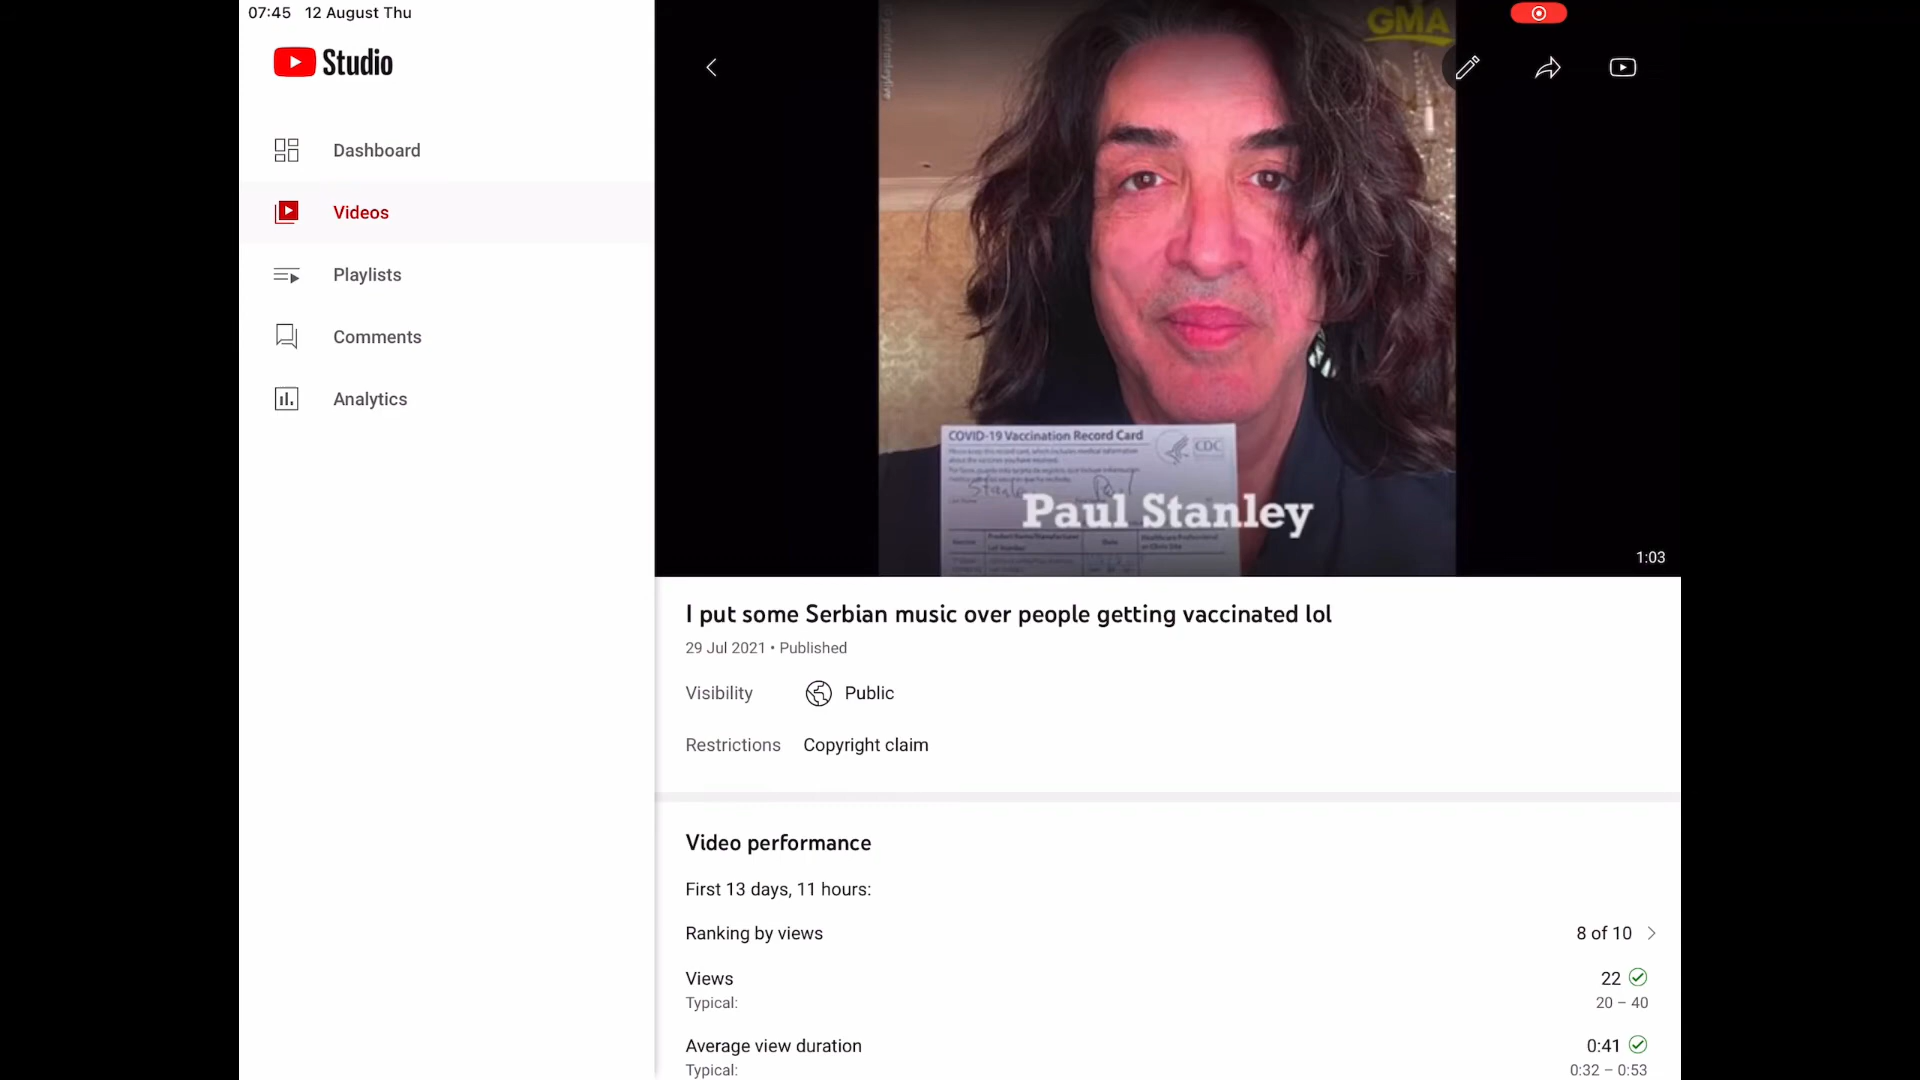 07:45 12 August Thu
Studio
Dashboard
Videos
Playlists
Comments
Analytics
GMA
COVID-19 Vaccination Record Card
CDC
Paul Stanley
1:03
I put some Serbian music over people getting vaccinated lol
29 Jul 2021 • Published
Visibility Public
Restrictions Copyright claim
Video performance
First 13 days, 11 hours:
Ranking by views 8 of 10
Views 22
Typical: 20 – 40
Average view duration 0:41
Typical: 0:32 – 0:53